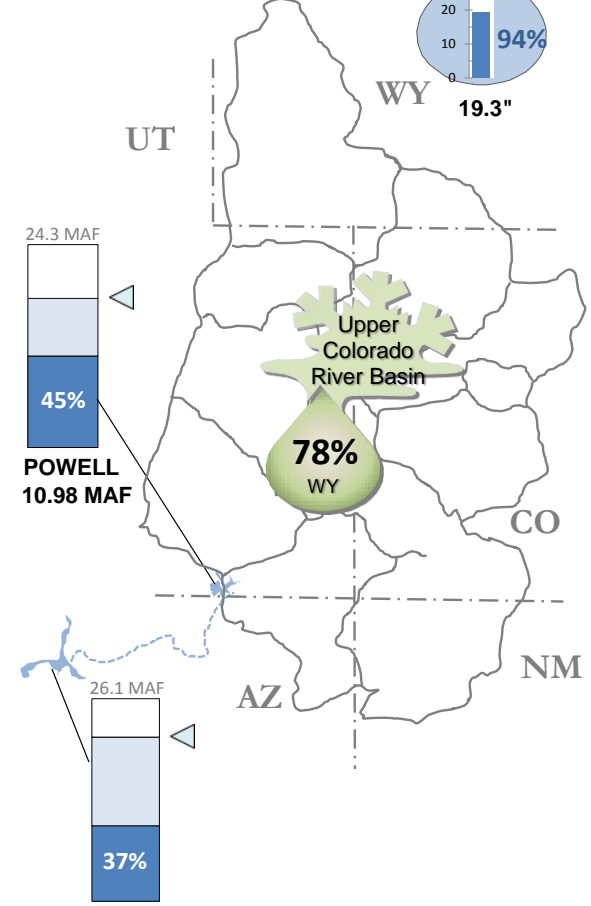 20
10
0
94%
19.3"
WY
UT
24.3 MAF
45%
POWELL
10.98 MAF
Upper
Colorado
River Basin
78%
WY
CO
NM
AZ
26.1 MAF
37%